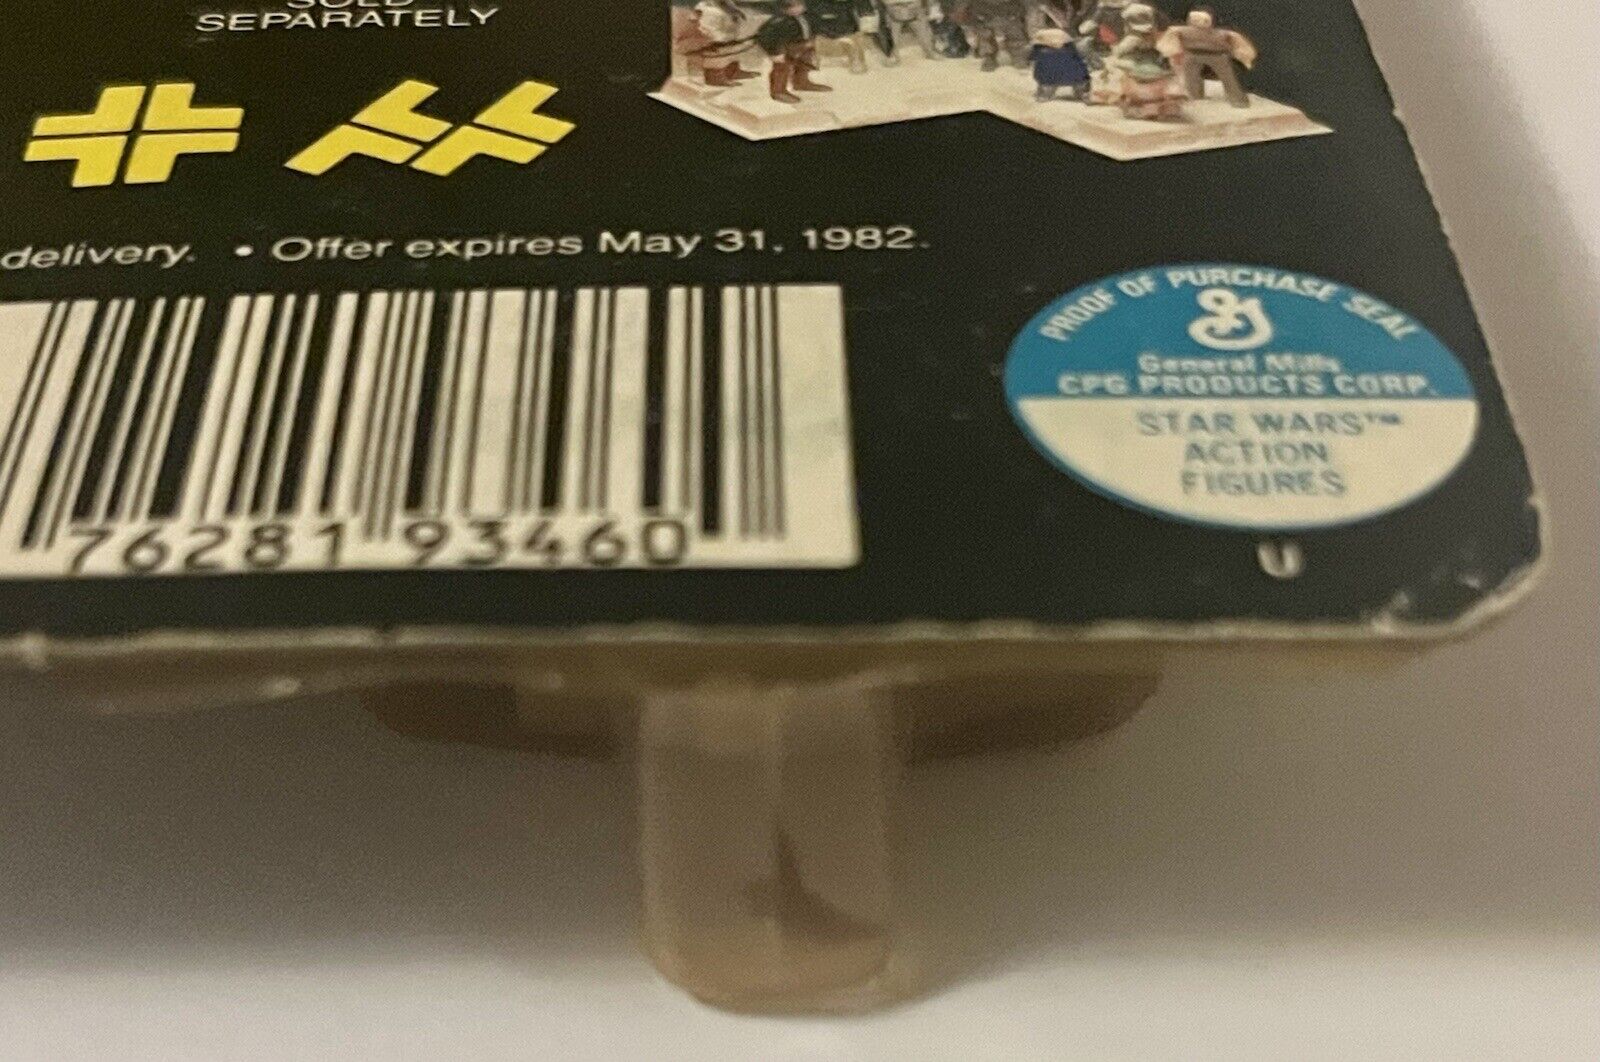 SOLD
SEPARATELY
delivery. • Offer expires May 31, 1982.
76281 93460
PROOF OF PURCHASE SEAL
G
General Mills
CPG PRODUCTS CORP.
STAR WARS™
ACTION
FIGURES
U